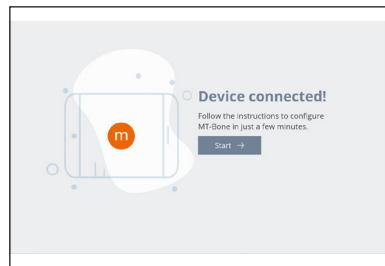 m
Device connected!
Follow the instructions to configure
MT-Bone in just a few minutes.
Start →